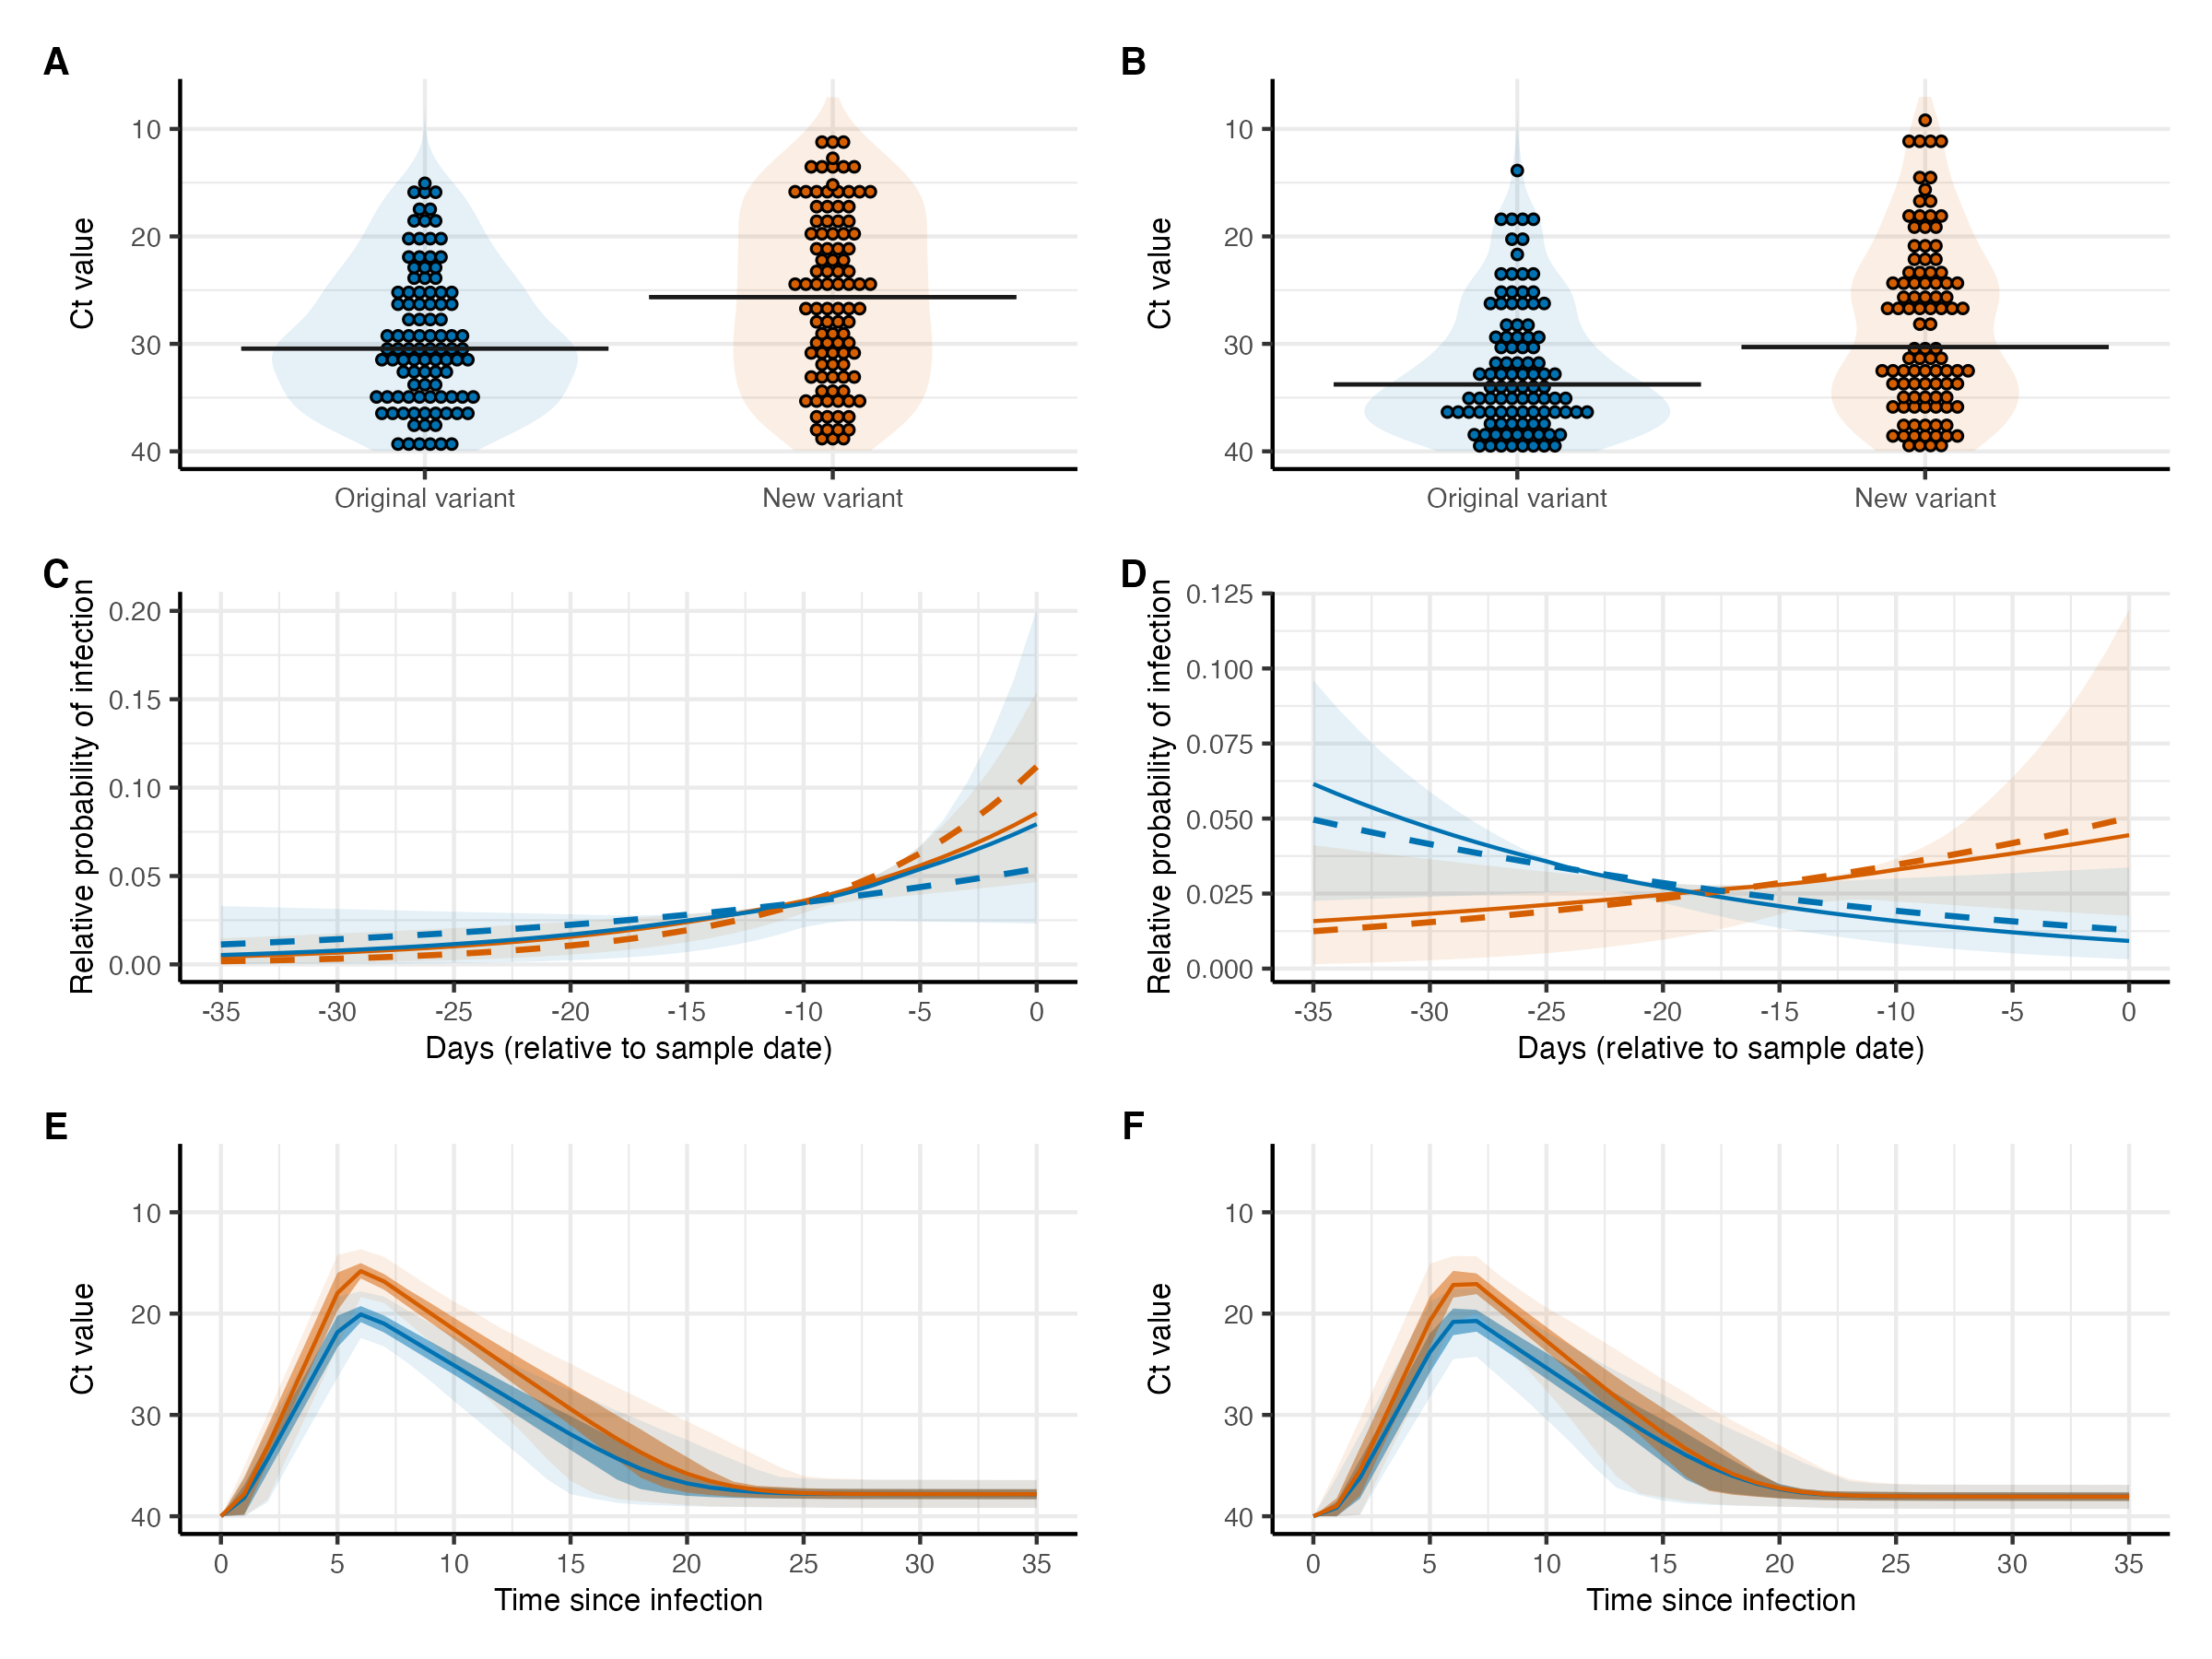 A
Ct value
10
20
30
40
Original variant
New variant
B
Ct value
10
20
30
40
Original variant
New variant
C
Relative probability of infection
0.20
0.15
0.10
0.05
0.00
-35 -30 -25 -20 -15 -10 -5 0
Days (relative to sample date)
D
Relative probability of infection
0.125
0.100
0.075
0.050
0.025
0.000
-35 -30 -25 -20 -15 -10 -5 0
Days (relative to sample date)
E
Ct value
10
20
30
40
0 5 10 15 20 25 30 35
Time since infection
F
Ct value
10
20
30
40
0 5 10 15 20 25 30 35
Time since infection